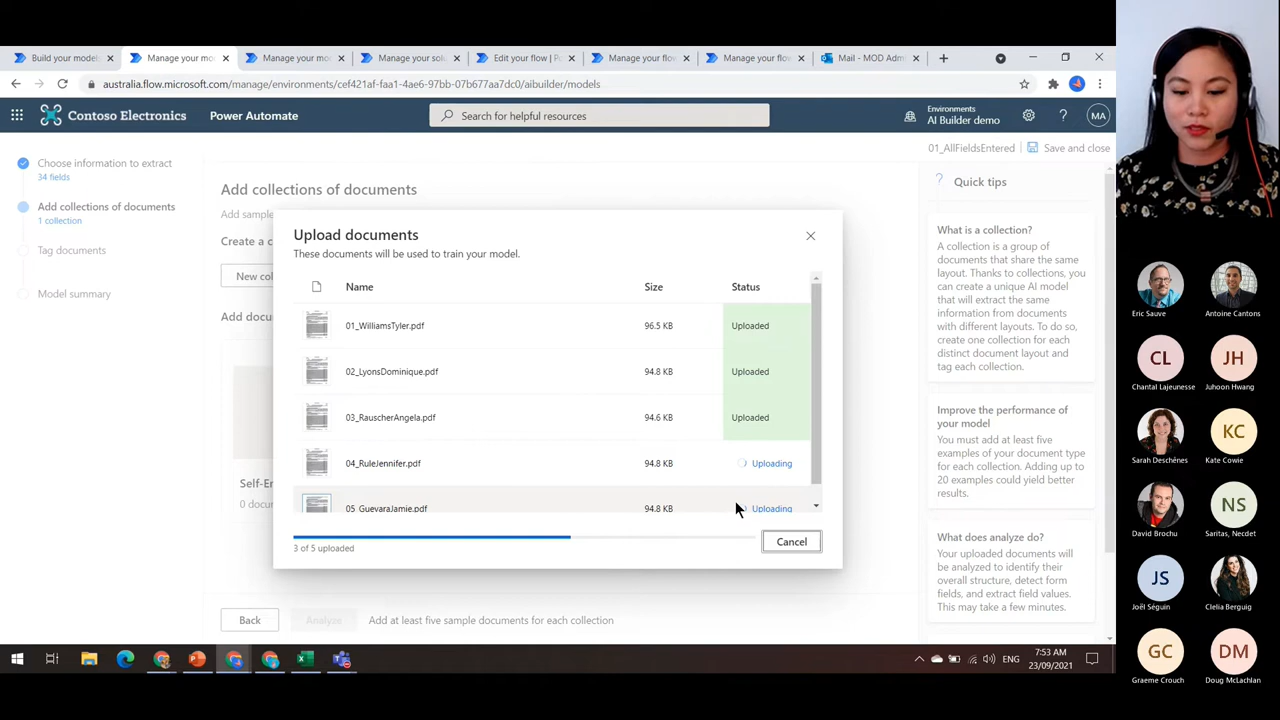 Build your model
Manage your mo
Manage your mo
Manage your sol
Edit your flow | P
Manage your flow
Manage your flow
Mail - MOD Adm
australia.flow.microsoft.com/manage/environments/cef421af-faa1-4ae6-97bb-07b677aa7dc0/aibuilder/models
Contoso Electronics
Power Automate
Search for helpful resources
Environments
AI Builder demo
?
MA
Choose information to extract
34 fields
Add collections of documents
1 collection
Tag documents
Model summary
01_AllFieldsEntered
Save and close
Add collections of documents
Add sample
Create a c
New col
Add docu
Self-En
0 docum
Upload documents
These documents will be used to train your model.
Name
Size
Status
01_WilliamsTyler.pdf
96.5 KB
Uploaded
02_LyonsDominique.pdf
94.8 KB
Uploaded
03_RauscherAngela.pdf
94.6 KB
Uploaded
04_RuleJennifer.pdf
94.8 KB
Uploading
05_GuevaraJamie.pdf
94.8 KB
Uploading
3 of 5 uploaded
Cancel
Back
Analyze
Add at least five sample documents for each collection
? Quick tips
What is a collection?
A collection is a group of
documents that share the same
layout. Thanks to collections, you
can create a unique AI model
that will extract the same
information from documents
with different layouts. To do so,
create one collection for each
distinct document layout and
tag each collection.
Improve the performance of
your model
You must add at least five
examples of your document
type for each collection. Adding up to
20 examples could yield better
results.
What does analyze do?
Your uploaded documents will
be analyzed to identify their
overall structure, detect form
fields, and extract field values.
This may take a few minutes.
ENG
7:53 AM
23/09/2021
Eric Sauve
Antoine Cantons
CL
Chantal Lajeunesse
JH
Juhoon Hwang
Sarah Deschênes
KC
Kate Cowie
David Brochu
NS
Saritas, Necdet
JS
Joël Séguin
Clelia Berguig
GC
Graeme Crouch
DM
Doug McLachlan